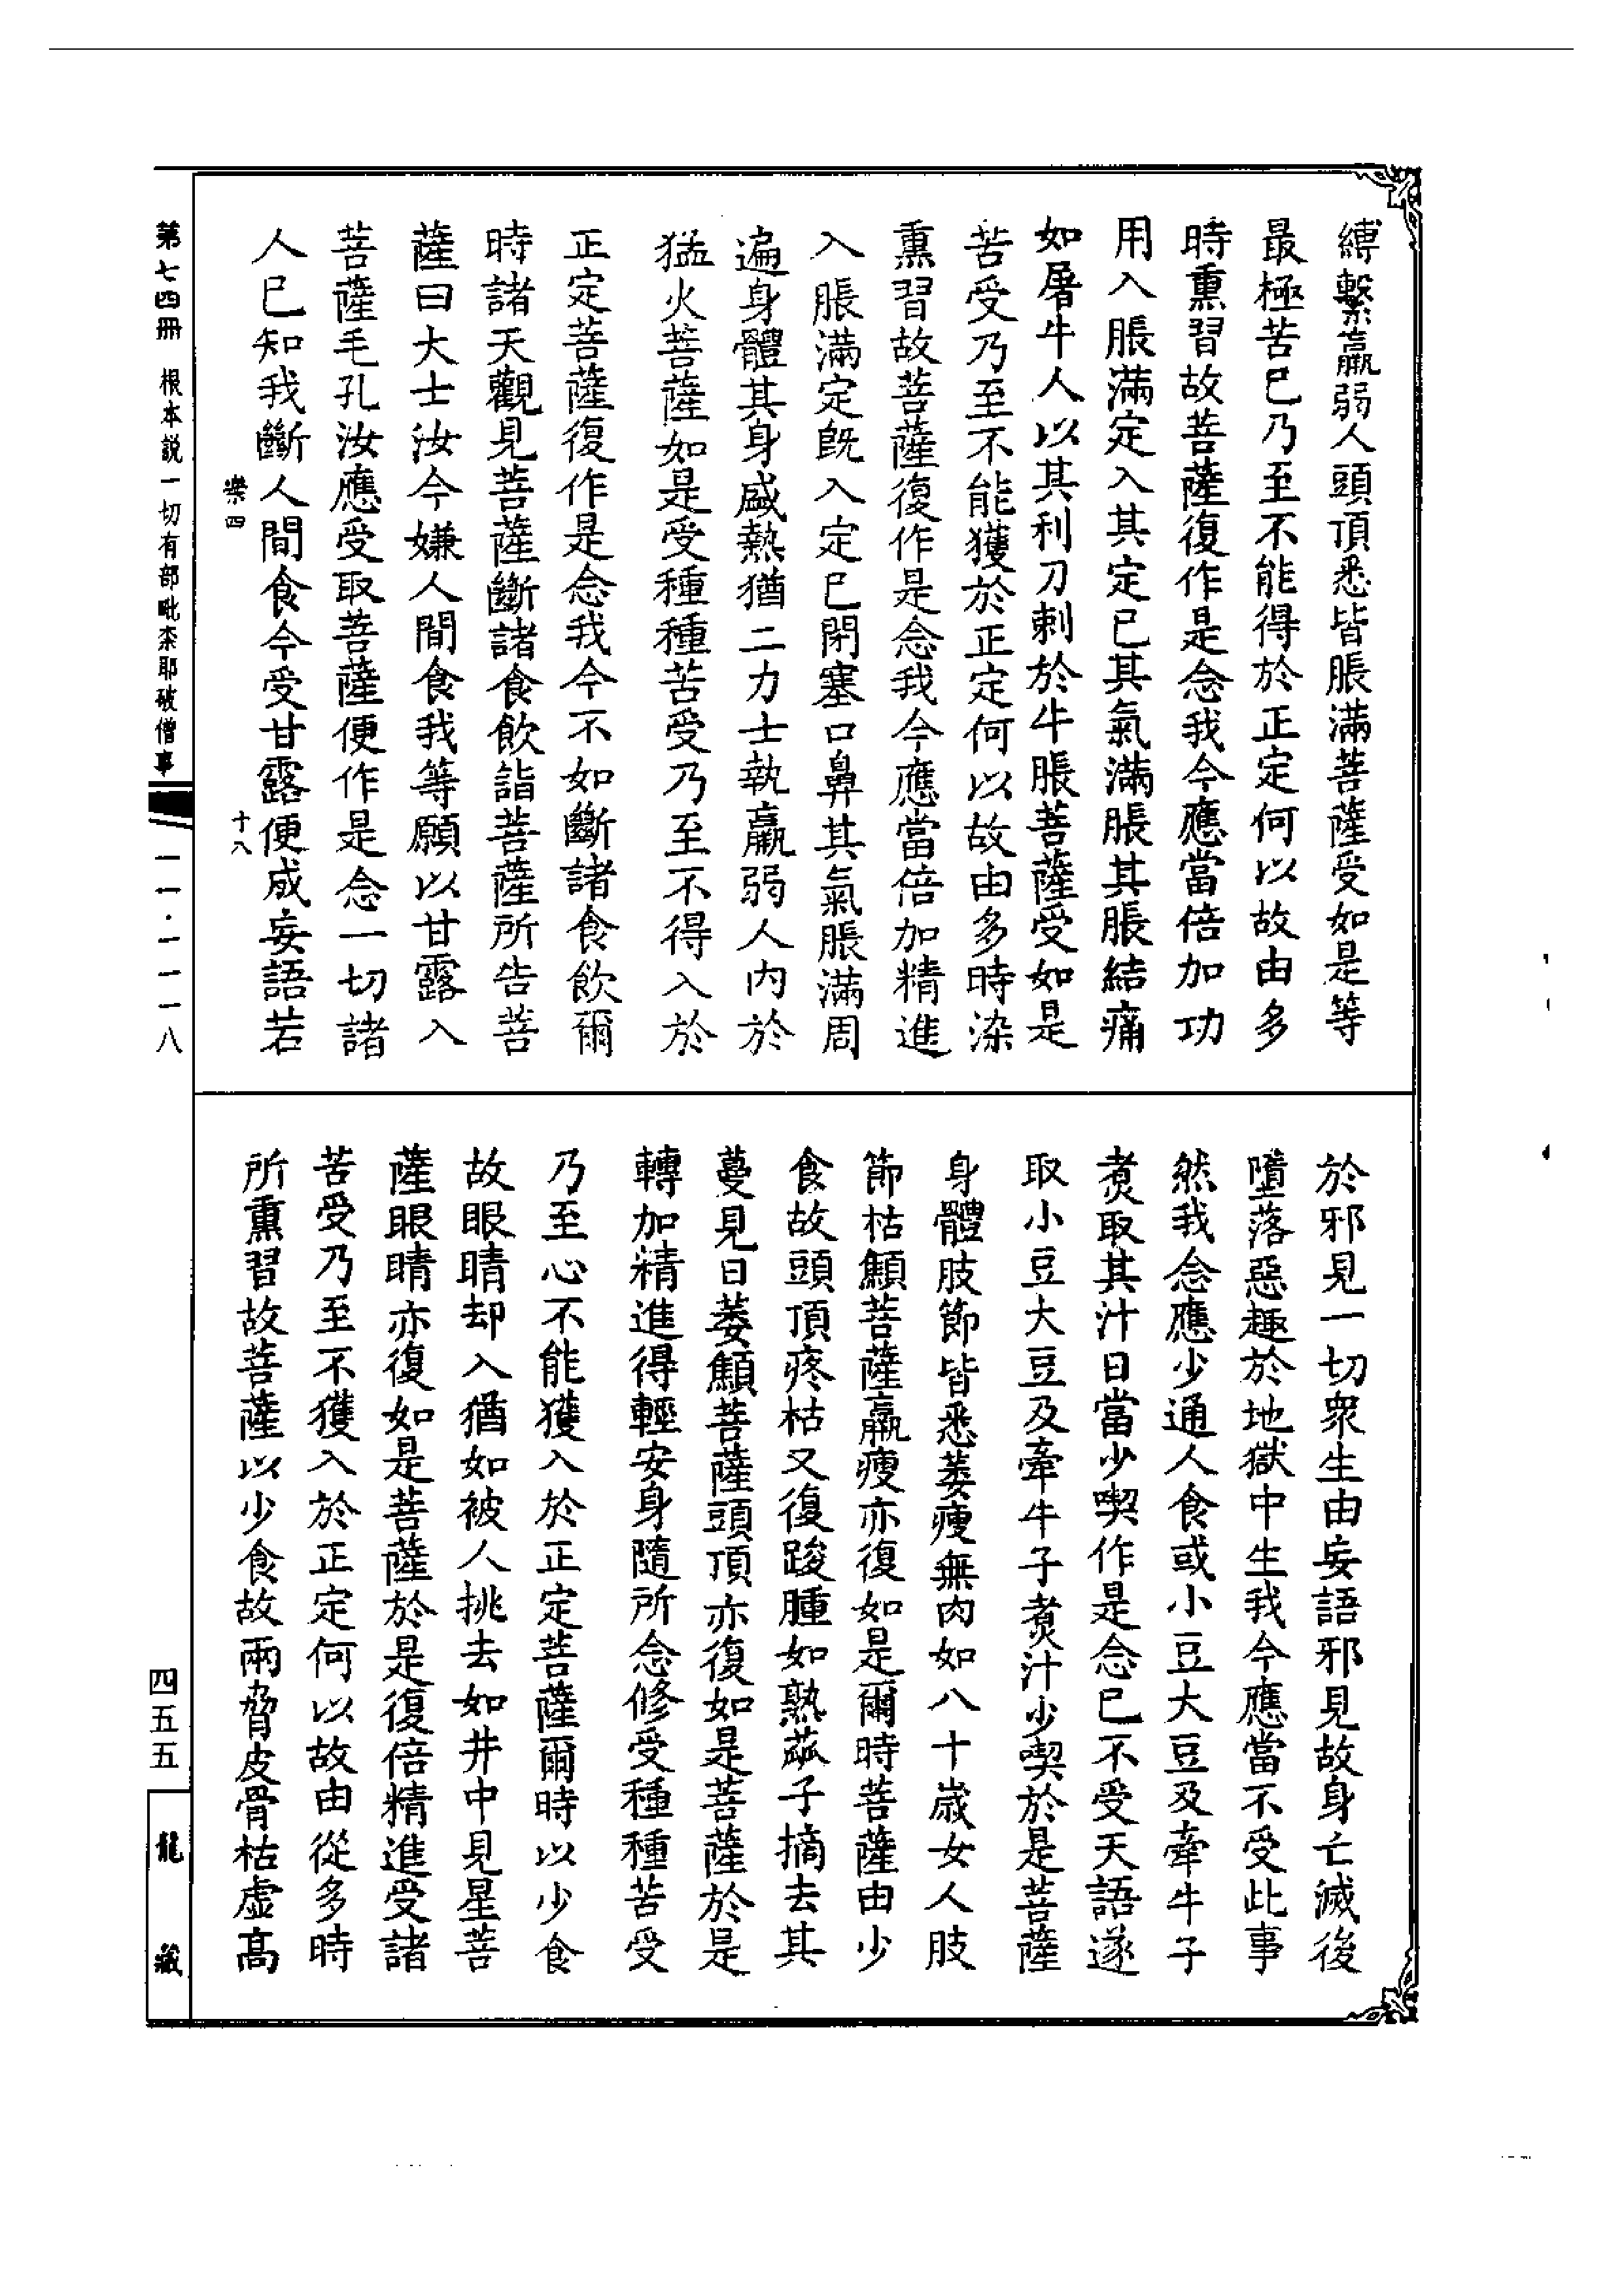 縛繫羸弱人頭頂悉皆脹滿菩薩受如是等
最極苦已乃至不能得於正定何以故由多
時熏習故菩薩復作是念我今應當倍加功
用入脹滿定入其定已其氣滿脹其脹結痛
如屠牛人以其利刀刺於牛脹菩薩受如是
苦受乃至不能獲於正定何以故由多時染
熏習故菩薩復作是念我今應當倍加精進
入脹滿定旣入定已閉塞口鼻其氣脹滿周
遍身體其身盛熱猶二力士執羸弱人內於
猛火菩薩如是受種種苦受乃至不得入於
正定菩薩復作是念我今不如斷諸食飲爾
時諸天觀見菩薩斷諸食飲詣菩薩所告菩
薩曰大士汝今嫌人間食我等願以甘露入
菩薩毛孔汝應受取菩薩便作是念一切諸
人已知我斷人間食今受甘露便成妄語若
於邪見一切衆生由妄語邪見故身亡滅後
墮落惡趣於地獄中生我今應當不受此事
然我念應少通人食或小豆大豆及牽牛子
煮取其汁日當少喫作是念已不受天語遂
取小豆大豆及牽牛子煮汁少喫於是菩薩
身體肢節皆悉萎瘦無肉如八十歲女人肢
節枯顦菩薩羸瘦亦復如是爾時菩薩由少
食故頭頂疼枯又復踆腫如熟蓏子摘去其
蔓見日萎顦菩薩頭頂亦復如是菩薩於是
轉加精進得輕安身隨所念修受種種苦受
乃至心不能獲入於正定菩薩爾時以少食
故眼睛却入猶如被人挑去如井中見星菩
薩眼睛亦復如是菩薩於是復倍精進受諸
苦受乃至不獲入於正定何以故由從多時
所熏習故菩薩以少食故兩脅皮骨枯虛高
樂四
十八
第七四冊 根本說一切有部毗柰耶破僧事
一一·一一一八
四五五
龍藏